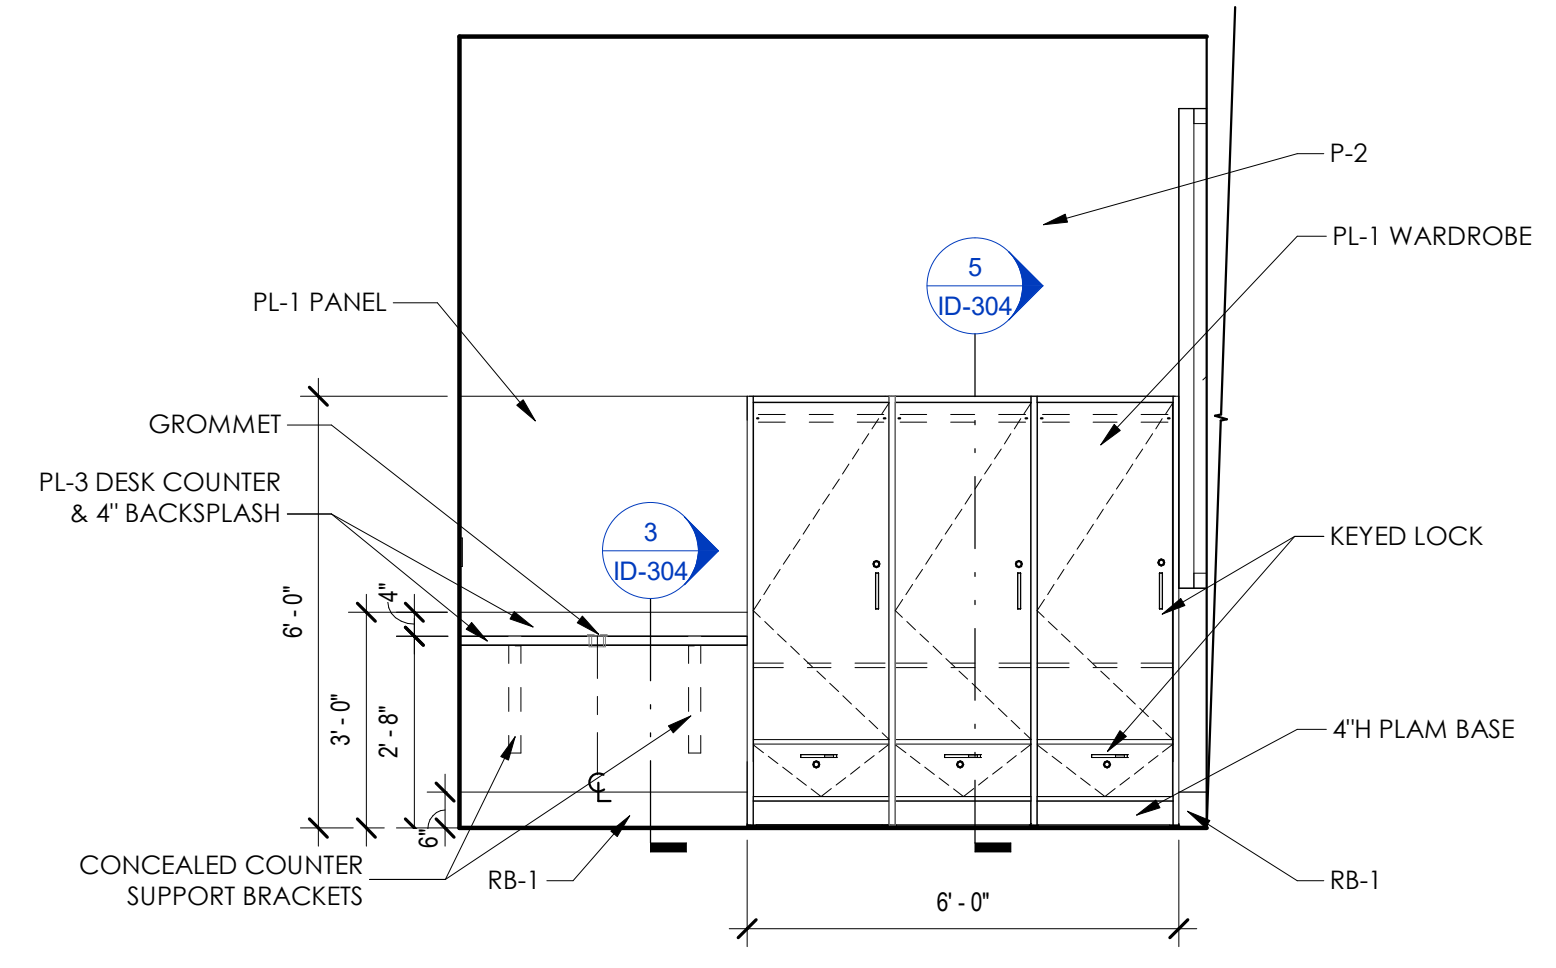 P-2
PL-1 WARDROBE
5
ID-304
PL-1 PANEL
GROMMET
PL-3 DESK COUNTER
& 4" BACKSPLASH
3
ID-304
KEYED LOCK
6' - 0"
4"
3' - 0"
2' - 8"
4"H PLAM BASE
CL
6"
CONCEALED COUNTER
SUPPORT BRACKETS
RB-1
RB-1
6' - 0"